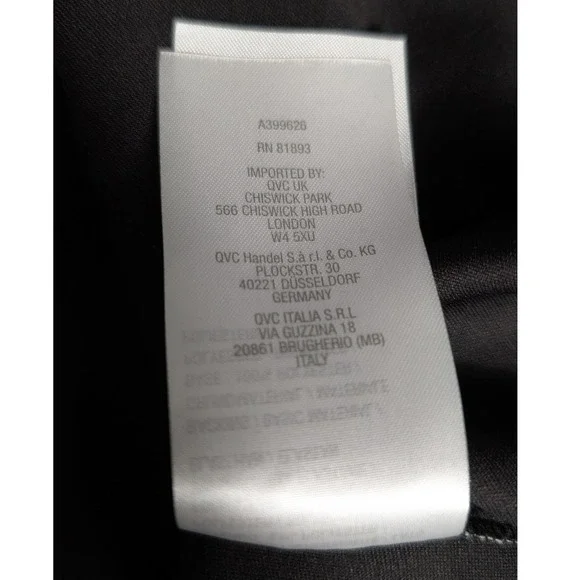 A399626
RN 81893
IMPORTED BY:
QVC UK
CHISWICK PARK
566 CHISWICK HIGH ROAD
LONDON
W4 5XU
QVC Handel S.à r.l. & Co. KG
PLOCKSTR. 30
40221 DÜSSELDORF
GERMANY
QVC ITALIA S.R.L
VIA GUZZINA 18
20861 BRUGHERIO (MB)
ITALY